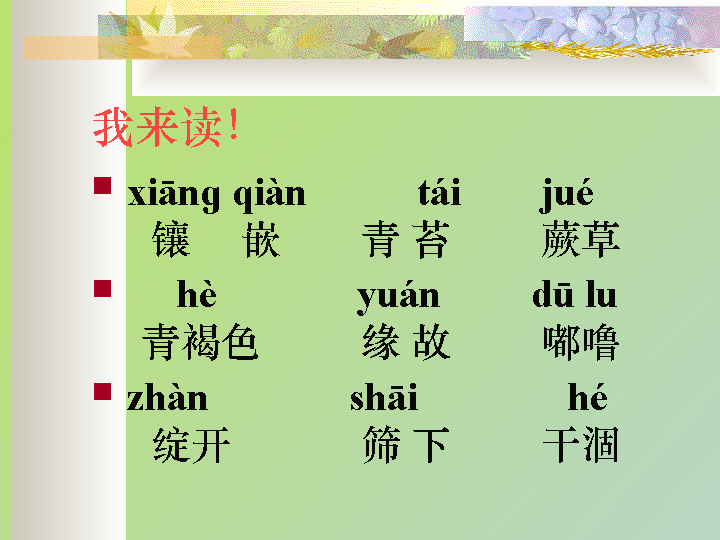 我来读！
xiāng qiàn tái jué
镶 嵌 青 苔 蕨草
hè yuán dū lu
青褐色 缘 故 嘟噜
zhàn shāi hé
绽开 筛 下 干涸